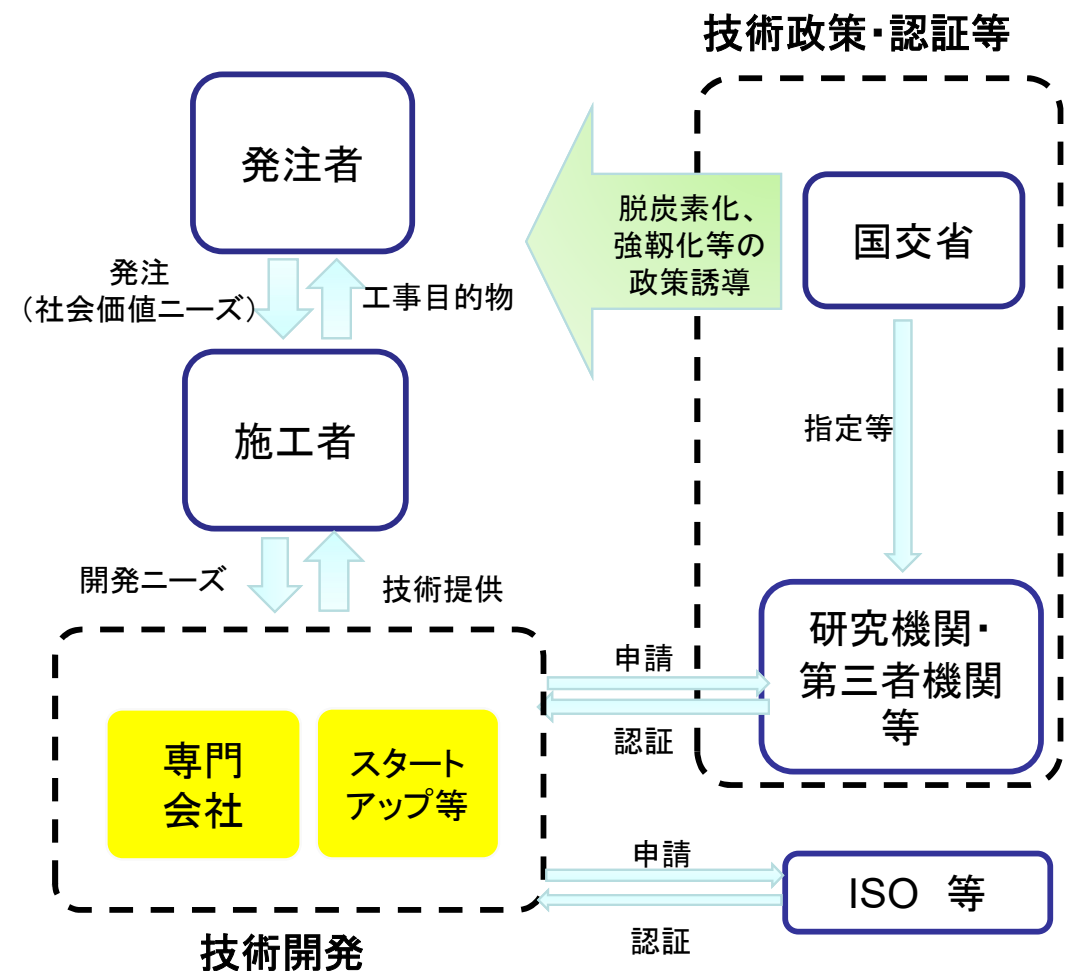 技術政策・認証等
発注者
国交省
脱炭素化、
強靱化等の
政策誘導
発注
（社会価値ニーズ）
工事目的物
施工者
指定等
開発ニーズ
技術提供
研究機関・
第三者機関
等
申請
認証
専門
会社
スタート
アップ等
申請
認証
ISO 等
技術開発